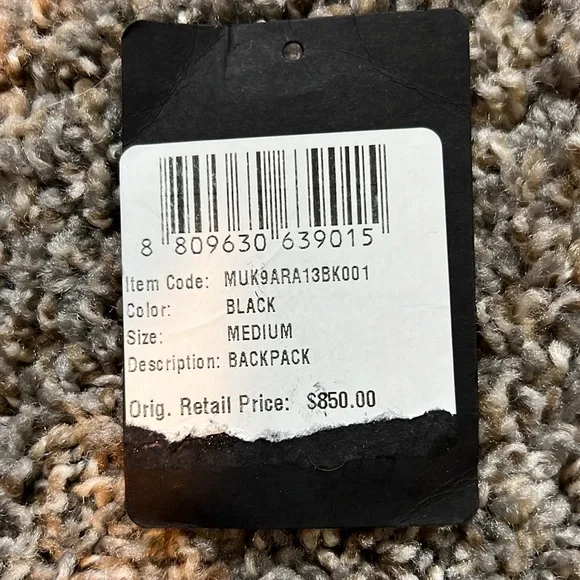 8 809630 639015
Item Code: MUK9ARA13BK001
Color: BLACK
Size: MEDIUM
Description: BACKPACK
Orig. Retail Price: $850.00